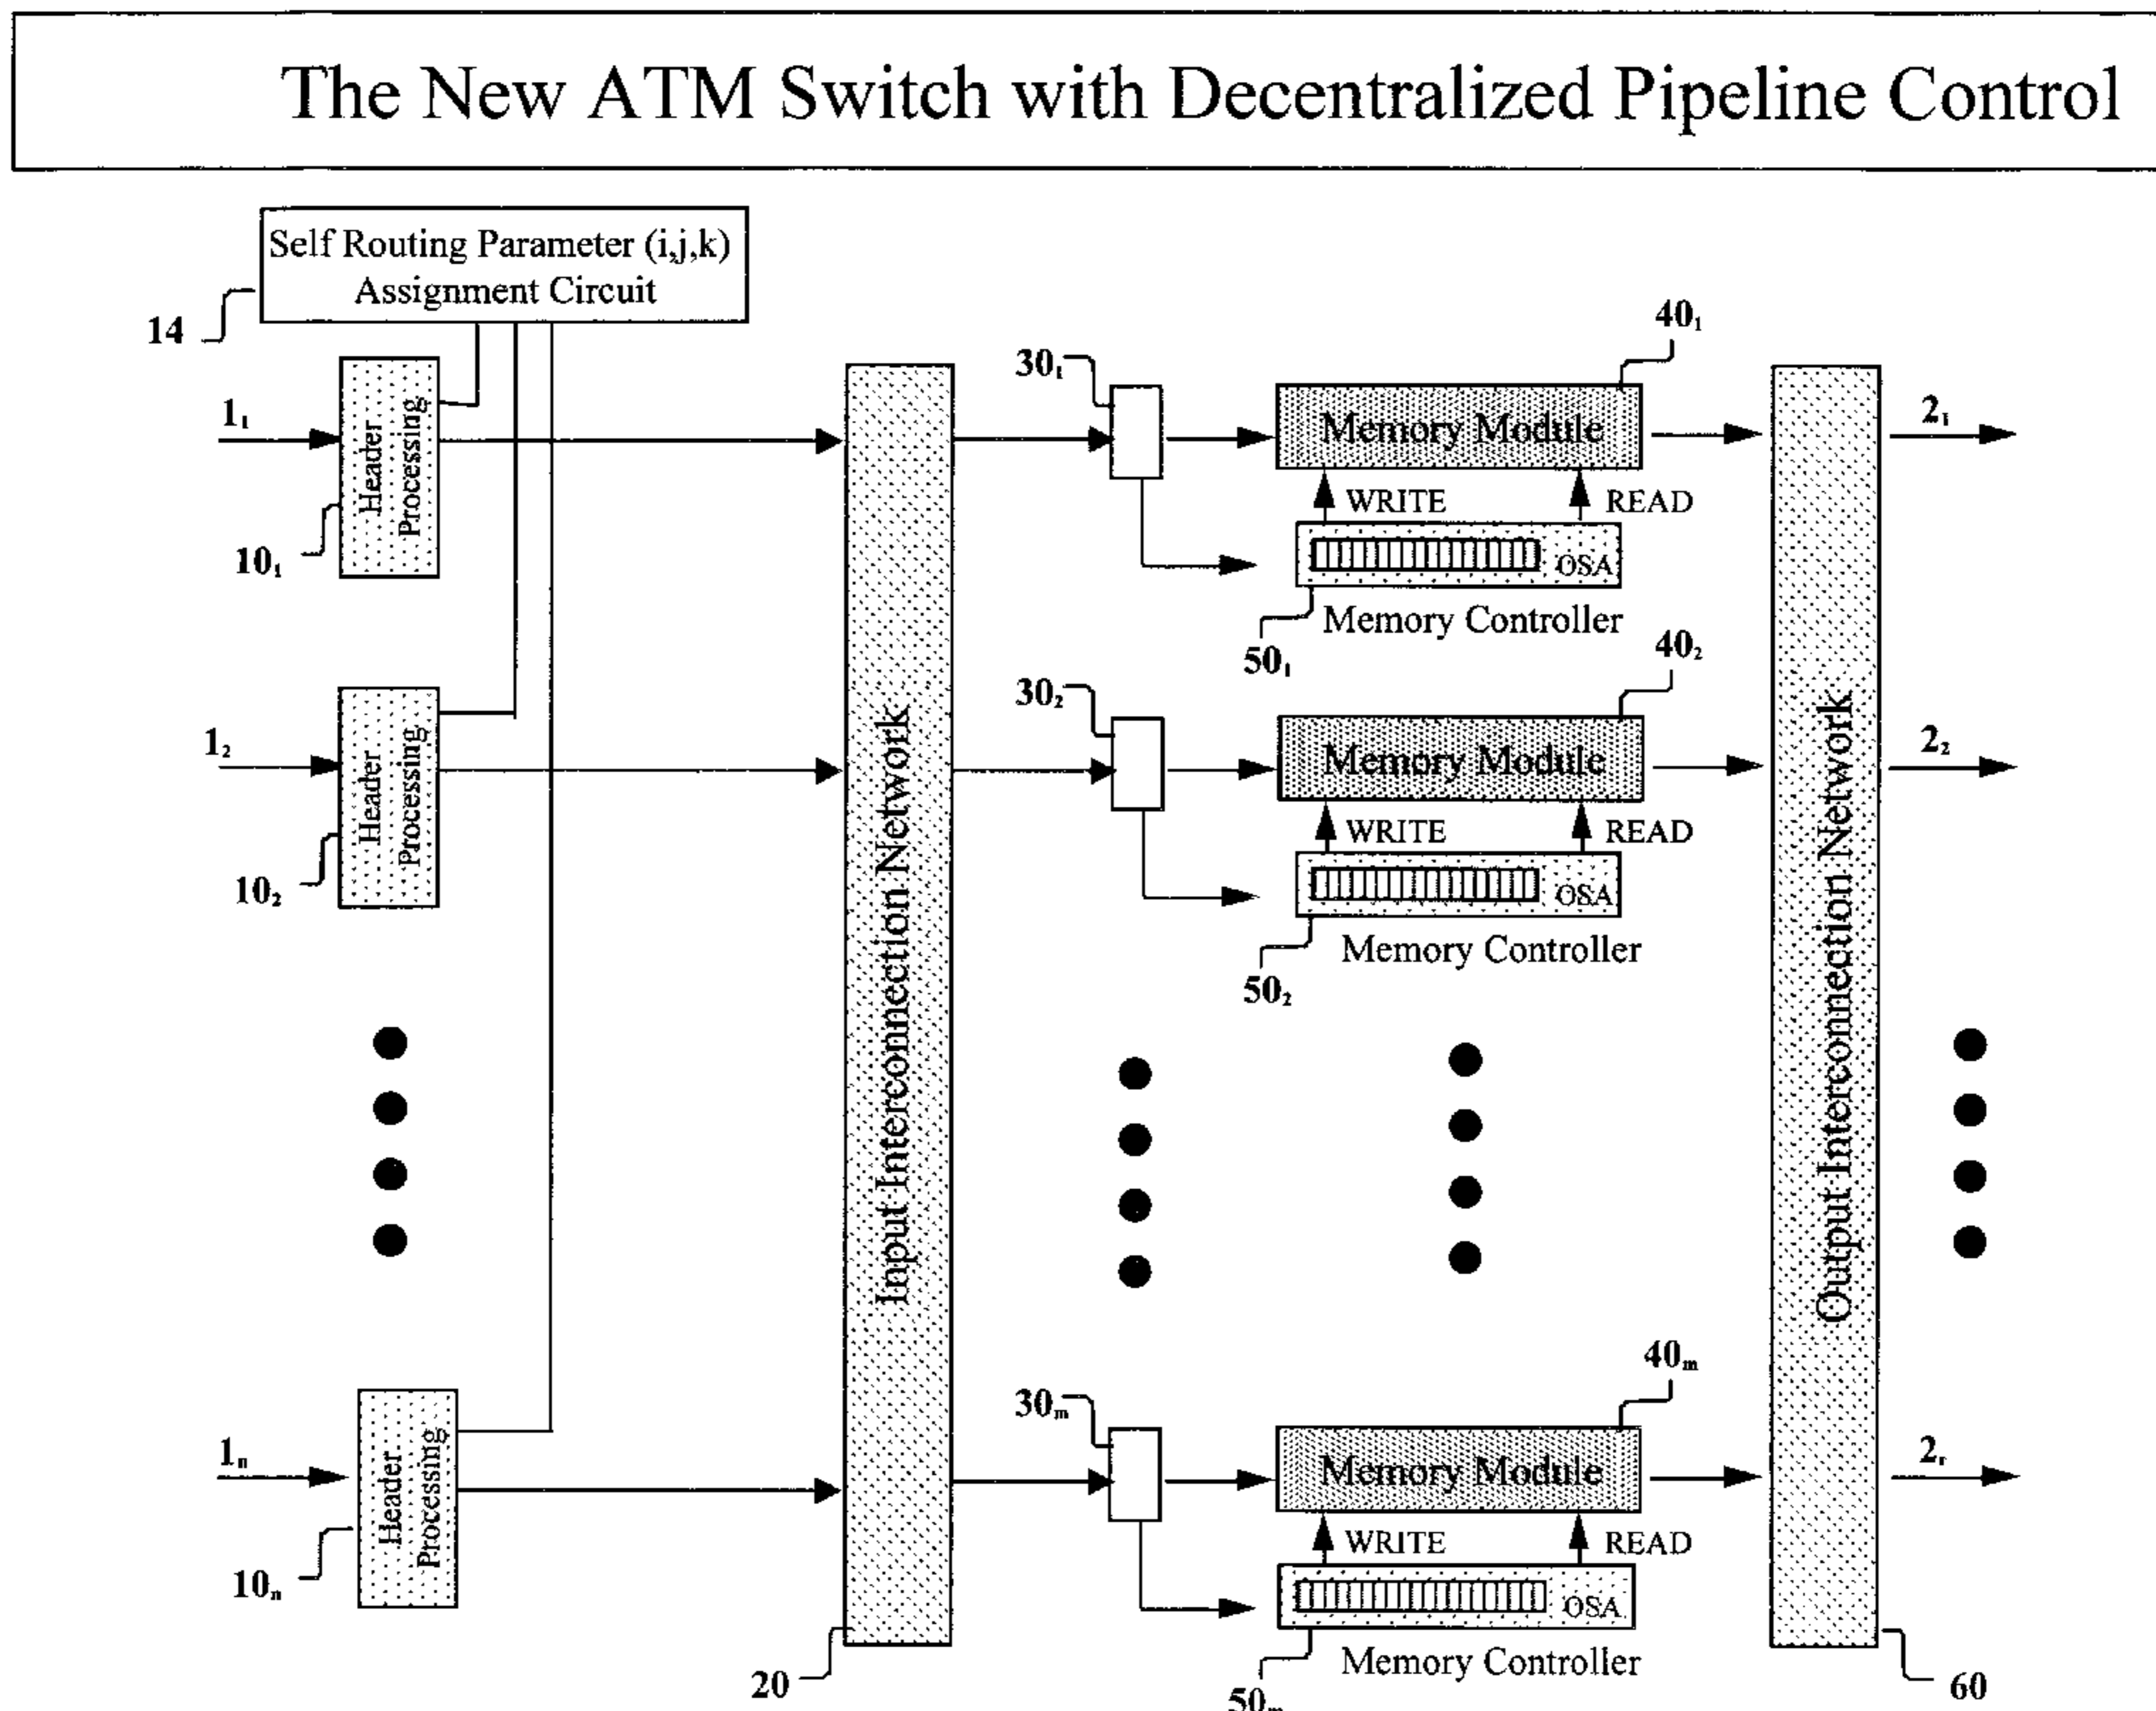 The New ATM Switch with Decentralized Pipeline Control
Self Routing Parameter (i,j,k)
Assignment Circuit
14
1₁
Header
Processing
10₁
30₁
40₁
Memory Module
WRITE
READ
OSA
Memory Controller
50₁
2₁
1₂
Header
Processing
10₂
30₂
40₂
Memory Module
WRITE
READ
OSA
Memory Controller
50₂
2₂
Input Interconnection Network
Output Interconnection Network
1ₙ
Header
Processing
10ₙ
30ₘ
40ₘ
Memory Module
WRITE
READ
OSA
Memory Controller
50ₘ
2ᵣ
20
60